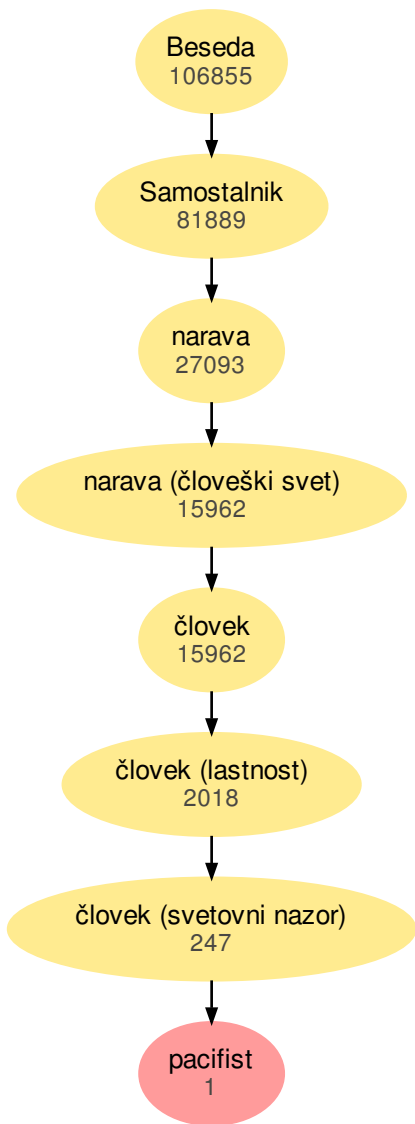 Beseda
106855
Samostalnik
81889
narava
27093
narava (človeški svet)
15962
človek
15962
človek (lastnost)
2018
človek (svetovni nazor)
247
pacifist
1